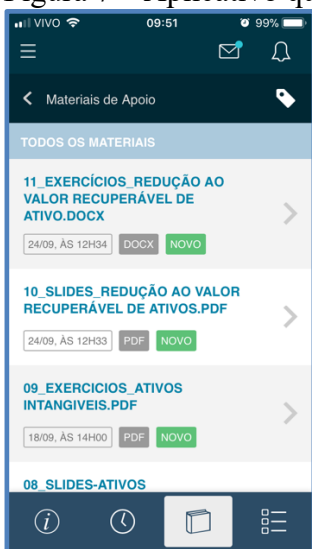 Figura 7 – Aplicativo qu
VIVO 09:51 99%
Materiais de Apoio
TODOS OS MATERIAIS
11_EXERCÍCIOS_REDUÇÃO AO
VALOR RECUPERÁVEL DE
ATIVO.DOCX
24/09, ÀS 12H34 DOCX NOVO
10_SLIDES_REDUÇÃO AO VALOR
RECUPERÁVEL DE ATIVOS.PDF
24/09, ÀS 12H33 PDF NOVO
09_EXERCICIOS_ATIVOS
INTANGIVEIS.PDF
18/09, ÀS 14H00 PDF NOVO
08_SLIDES-ATIVOS